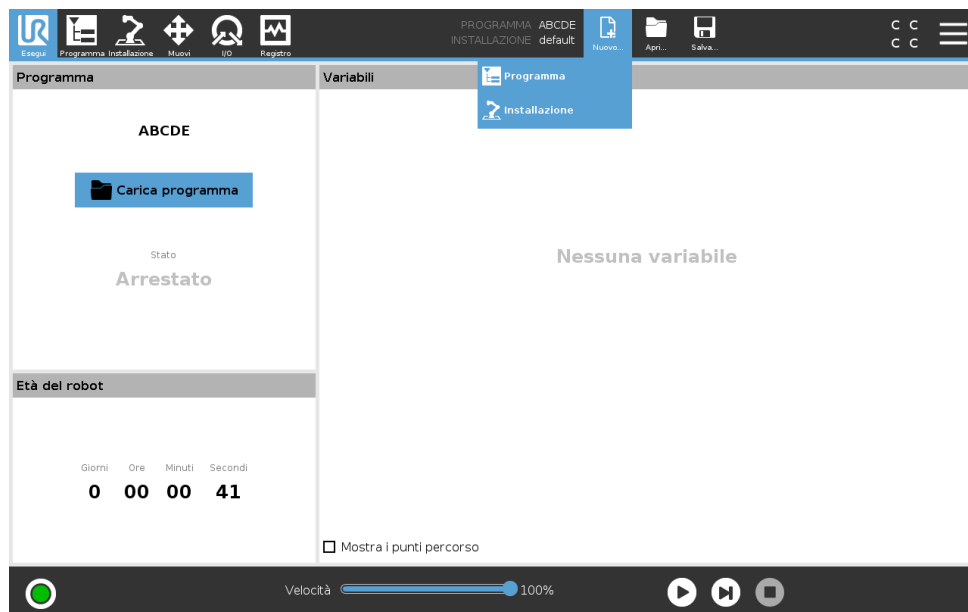 UR
PROGRAMMA ABCDE
INSTALLAZIONE default
C C
C C
Esegui Programma Installazione Muovi I/O Registro Nuovo... Apri... Salva...
Programma
Variabili
Programma
Installazione
ABCDE
Carica programma
Stato
Arrestato
Nessuna variabile
Età del robot
Giorni Ore Minuti Secondi
0 00 00 41
Mostra i punti percorso
Velocità 100%